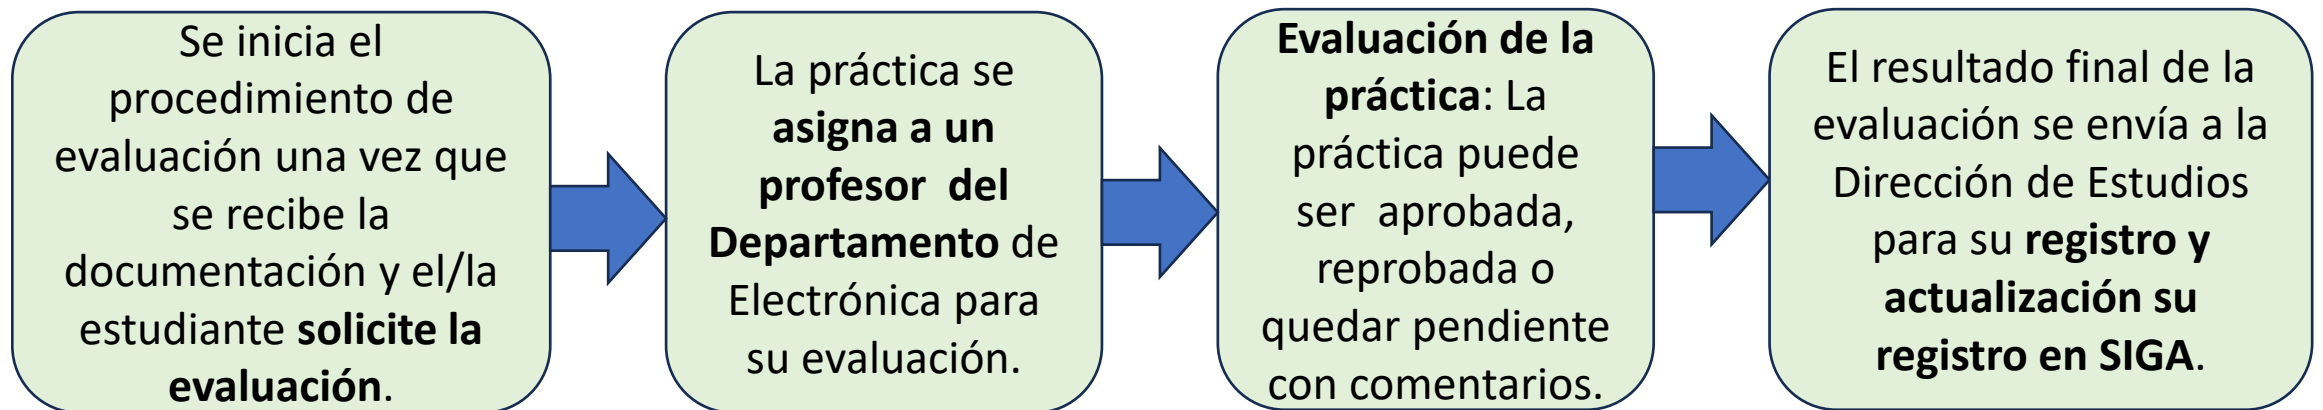 Se inicia el
procedimiento de
evaluación una vez que
se recibe la
documentación y el/la
estudiante solicite la
evaluación.
La práctica se
asigna a un
profesor  del
Departamento de
Electrónica para
su evaluación.
Evaluación de la
práctica: La
práctica puede
ser  aprobada,
reprobada o
quedar pendiente
con comentarios.
El resultado final de la
evaluación se envía a la
Dirección de Estudios
para su registro y
actualización su
registro en SIGA.